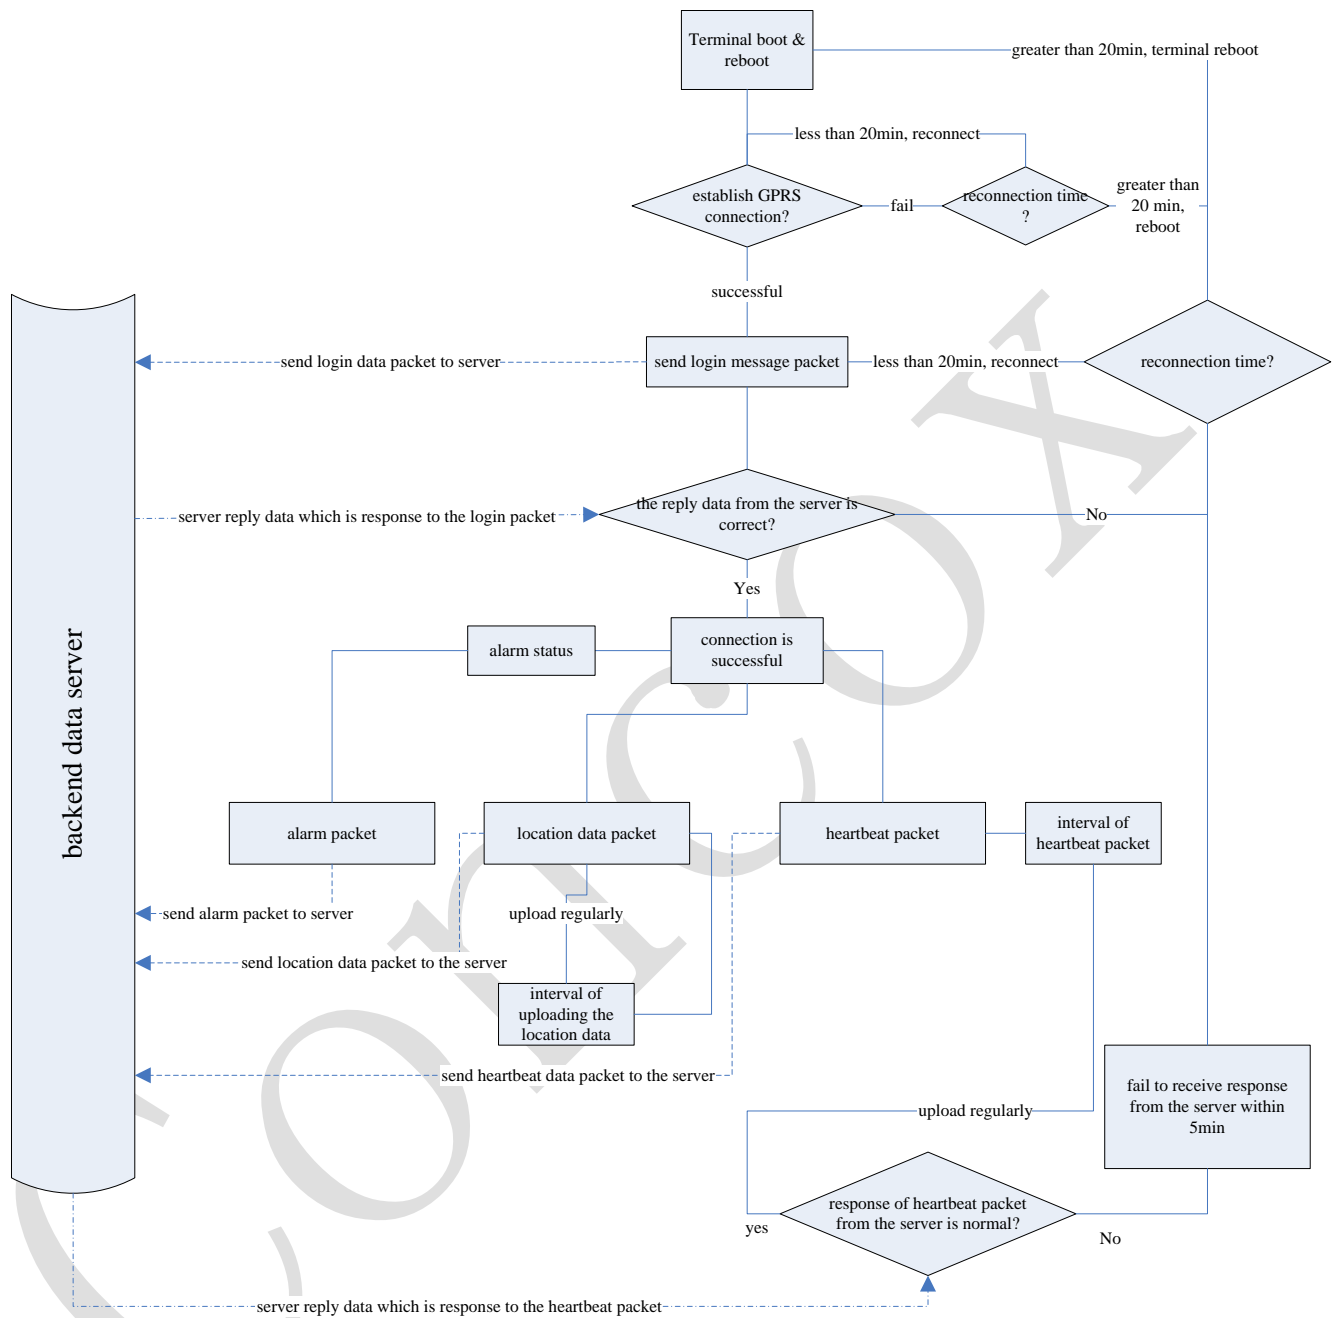 Terminal boot &
reboot
greater than 20min, terminal reboot
less than 20min, reconnect
establish GPRS
connection?
fail
reconnection time
?
greater than
20 min,
reboot
successful
send login data packet to server
send login message packet
less than 20min, reconnect
reconnection time?
server reply data which is response to the login packet
the reply data from the server is
correct?
No
Yes
backend data server
alarm status
connection is
successful
alarm packet
location data packet
heartbeat packet
interval of
heartbeat packet
send alarm packet to server
upload regularly
send location data packet to the server
interval of
uploading the
location data
send heartbeat data packet to the server
fail to receive response
from the server within
5min
upload regularly
response of heartbeat packet
from the server is normal?
yes
No
server reply data which is response to the heartbeat packet
Concox